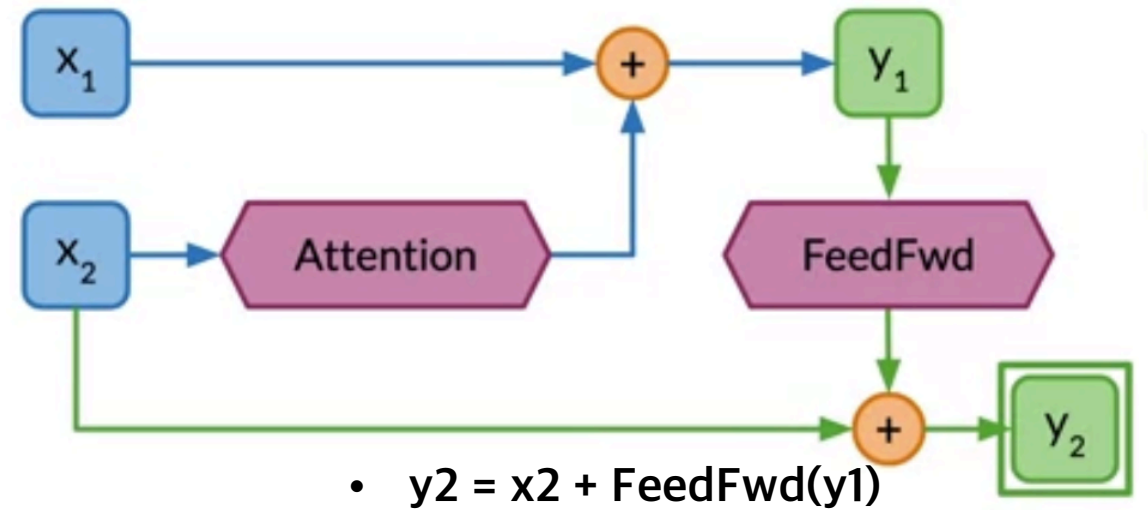 x₁
+
y₁
x₂
Attention
FeedFwd
+
y₂
• y2 = x2 + FeedFwd(y1)